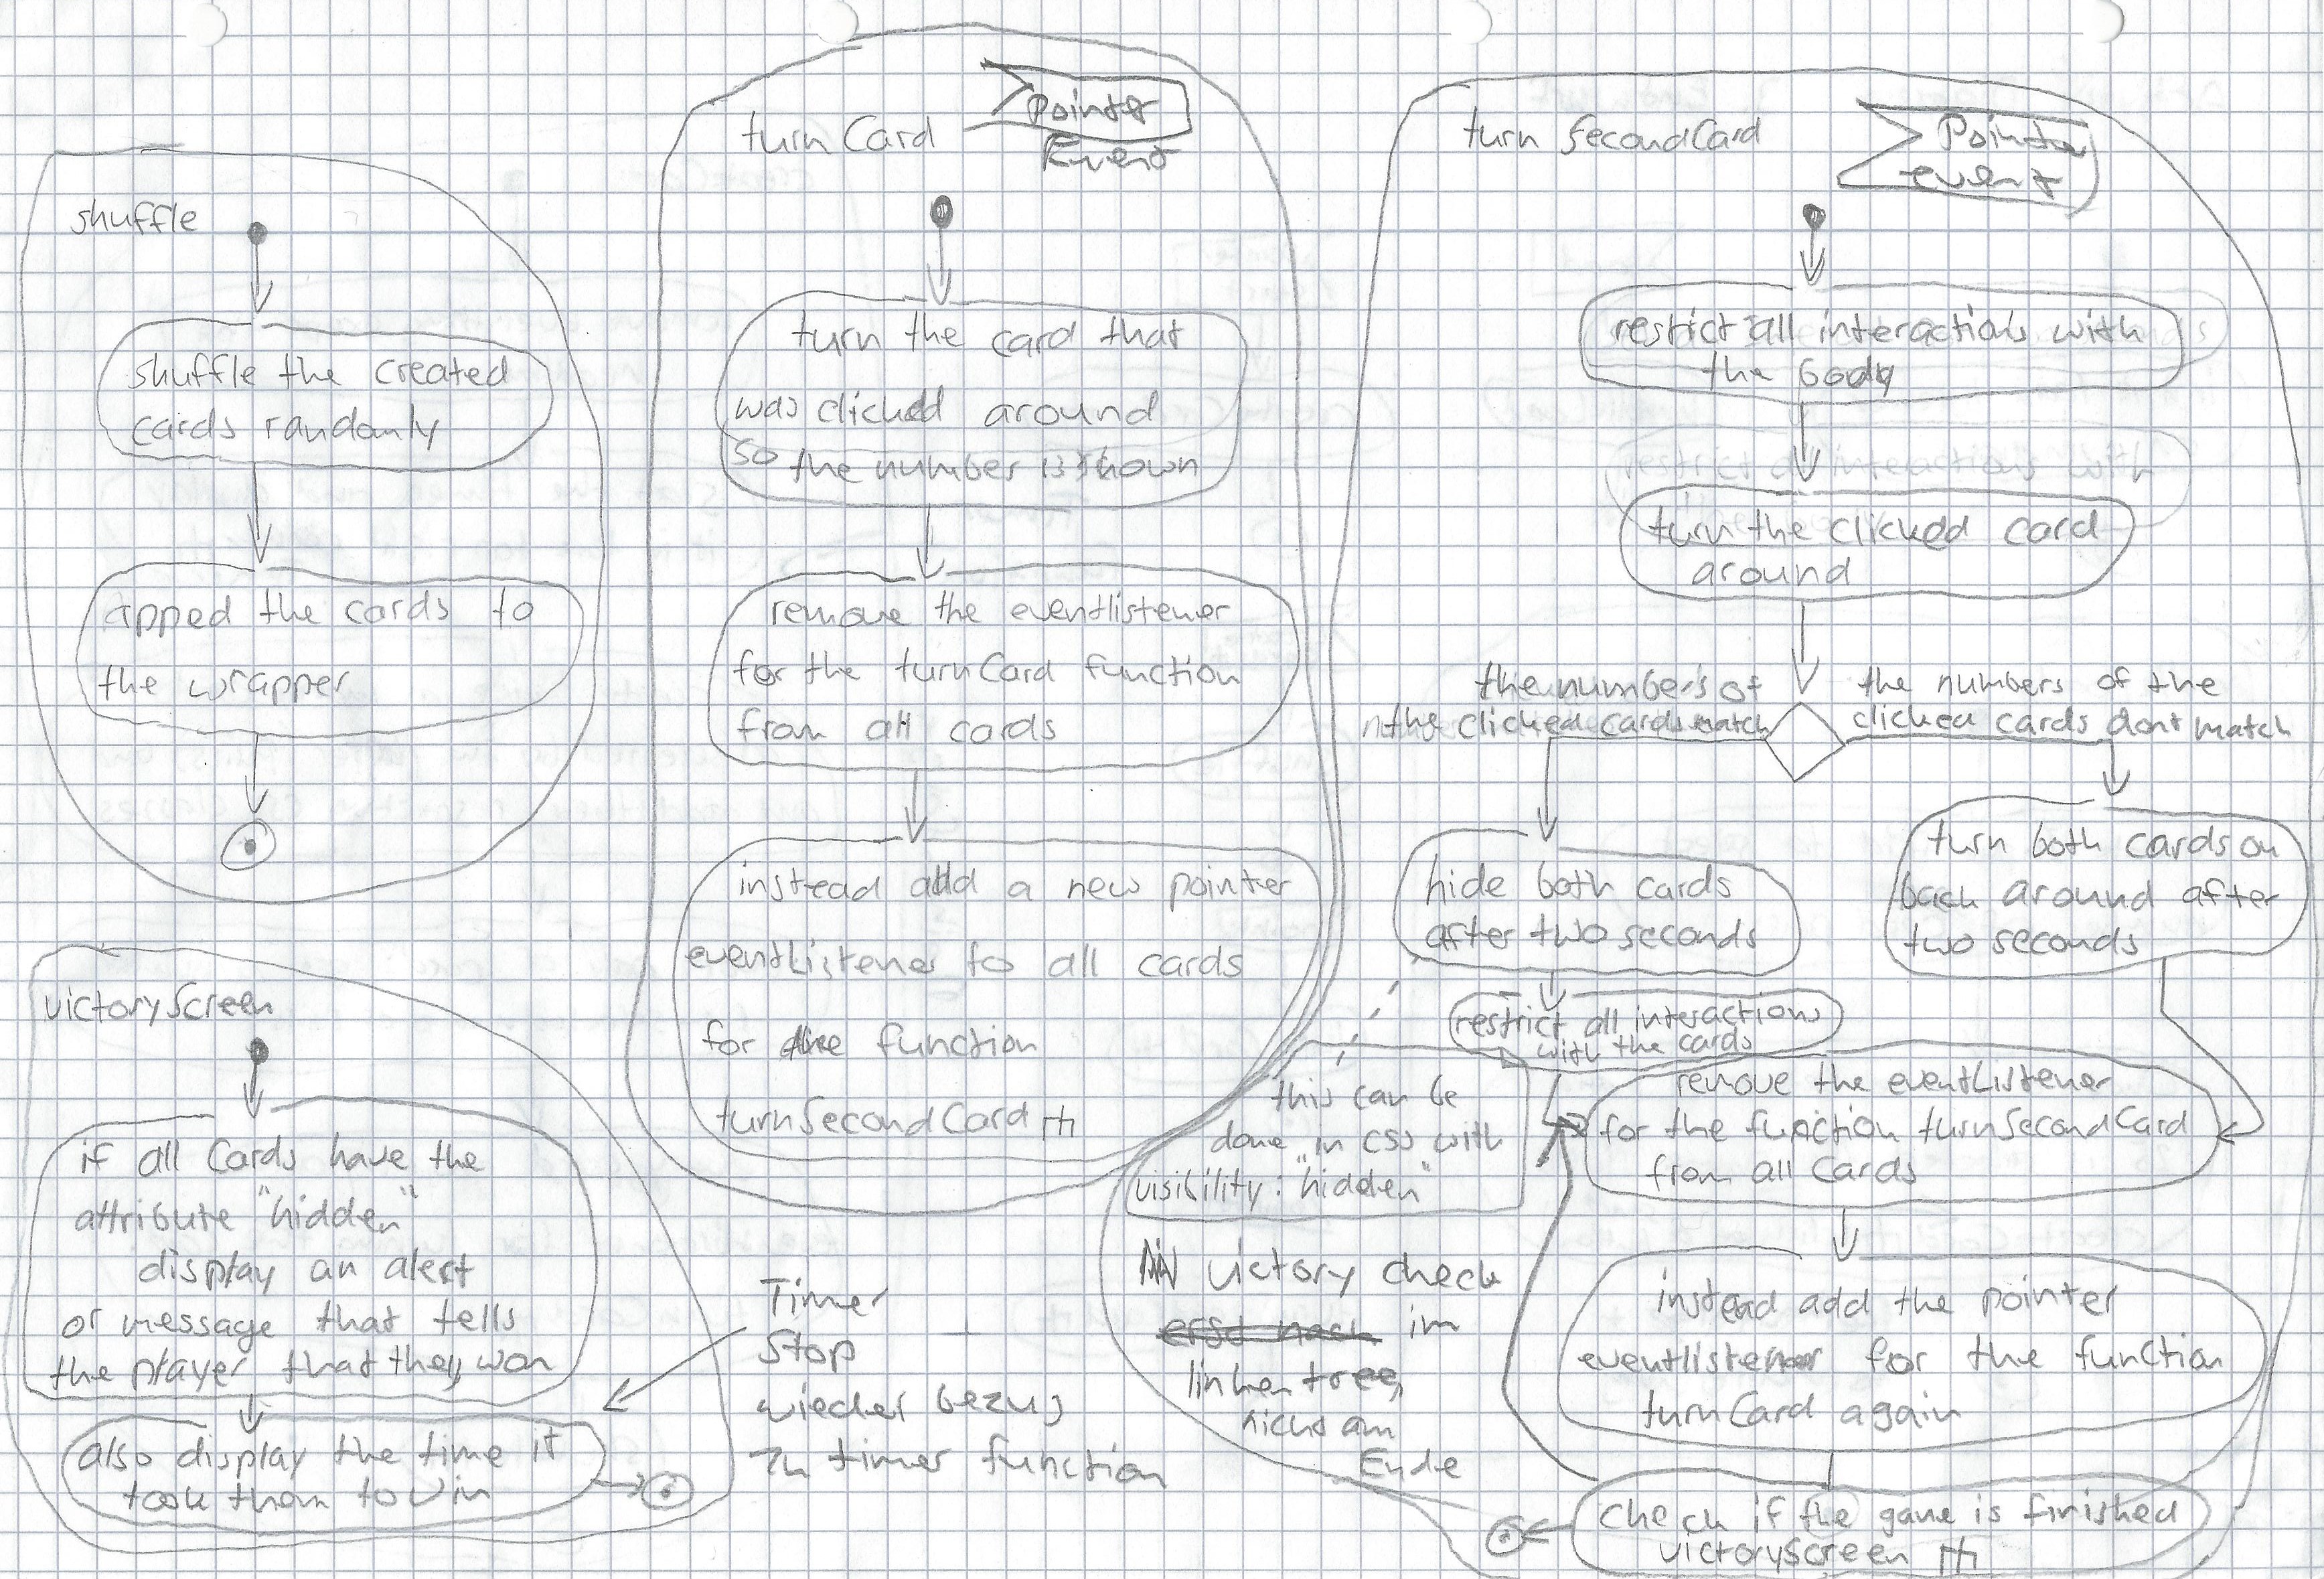 shuffle
shuffle the created
cards randomly
apped the cards to
the wrapper
victoryScreen
if all Cards have the
attribute "hidden"
display an alert
or message that tells
the player that they won
also display the time it
took them to win
Timer
Stop
wieder bezug
zu timer function
turnCard
Pointer
Event
turn the card that
was clicked around
so the number is shown
remove the eventlistener
for the turnCard function
from all cards
instead add a new pointer
eventListener to all cards
for the function
turnSecondCard
turnSecondCard
Pointer
event
restrict all interactions with
the body
turn the clicked card
around
the numbers of
the clicked cards match
the numbers of the
clicked cards dont match
hide both cards
after two seconds
turn both cards on
back around after
two seconds
restrict all interactions
with the cards
this can be
done in css with
visibility: "hidden"
remove the eventListener
for the function turnSecondCard
from all Cards
victory check
im
linken tree,
nicht am
Ende
instead add the pointer
eventlistener for the function
turnCard again
check if the game is finished
victoryScreen